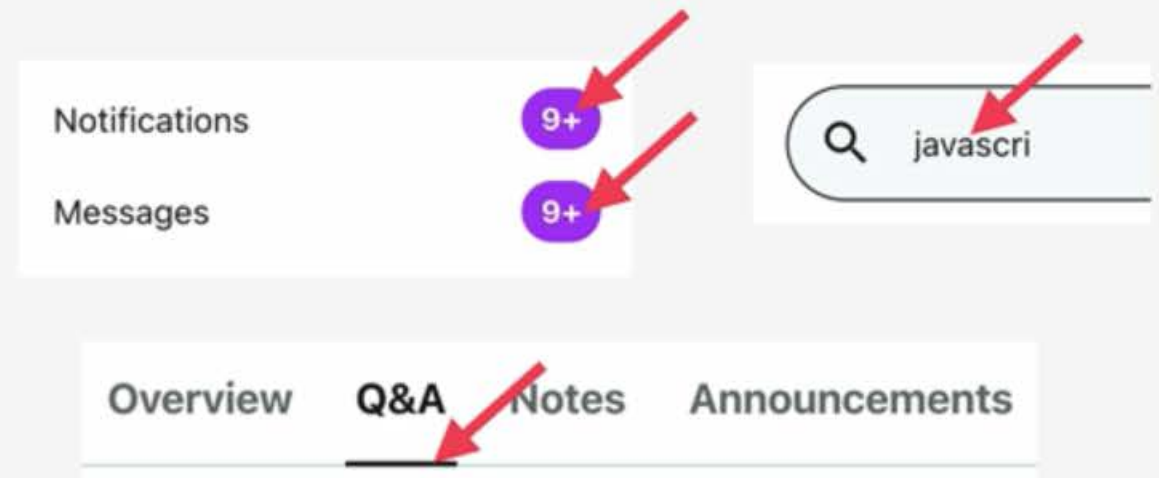 Notifications 9+
Messages 9+
javascri
Overview Q&A Notes Announcements